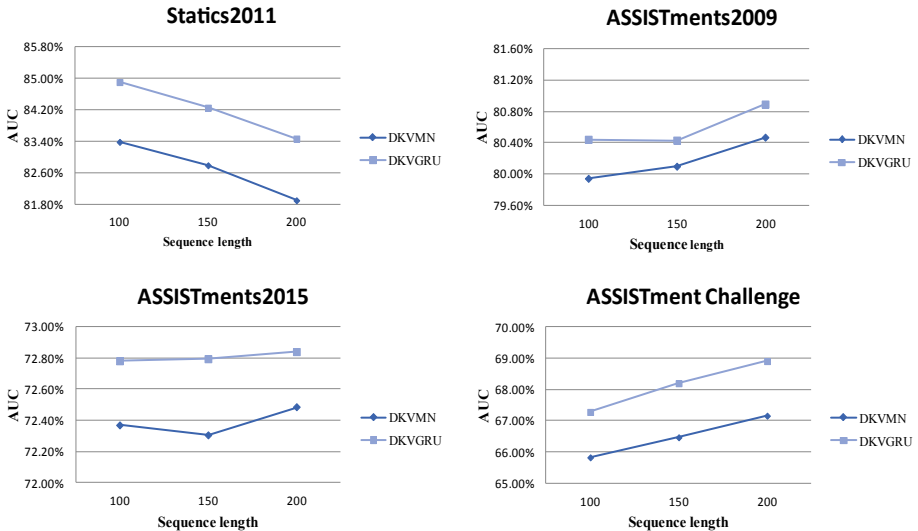 Statics2011
85.80%
85.00%
84.20%
83.40%
82.60%
81.80%
AUC
100 150 200
Sequence length
DKVMN
DKVGRU
ASSISTments2009
81.60%
81.20%
80.80%
80.40%
80.00%
79.60%
AUC
100 150 200
Sequence length
DKVMN
DKVGRU
ASSISTments2015
73.00%
72.80%
72.60%
72.40%
72.20%
72.00%
AUC
100 150 200
Sequence length
DKVMN
DKVGRU
ASSISTment Challenge
70.00%
69.00%
68.00%
67.00%
66.00%
65.00%
AUC
100 150 200
Sequence length
DKVMN
DKVGRU